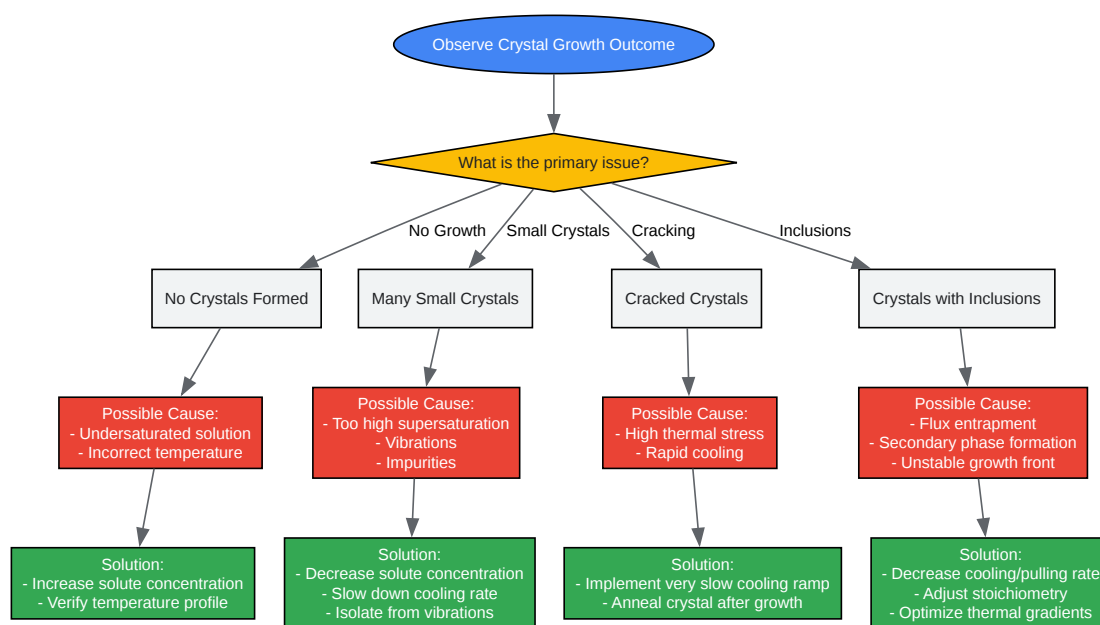 Observe Crystal Growth Outcome
What is the primary issue?
No Growth
Small Crystals
Cracking
Inclusions
No Crystals Formed
Many Small Crystals
Cracked Crystals
Crystals with Inclusions
Possible Cause:
- Undersaturated solution
- Incorrect temperature
Possible Cause:
- Too high supersaturation
- Vibrations
- Impurities
Possible Cause:
- High thermal stress
- Rapid cooling
Possible Cause:
- Flux entrapment
- Secondary phase formation
- Unstable growth front
Solution:
- Increase solute concentration
- Verify temperature profile
Solution:
- Decrease solute concentration
- Slow down cooling rate
- Isolate from vibrations
Solution:
- Implement very slow cooling ramp
- Anneal crystal after growth
Solution:
- Decrease cooling/pulling rate
- Adjust stoichiometry
- Optimize thermal gradients